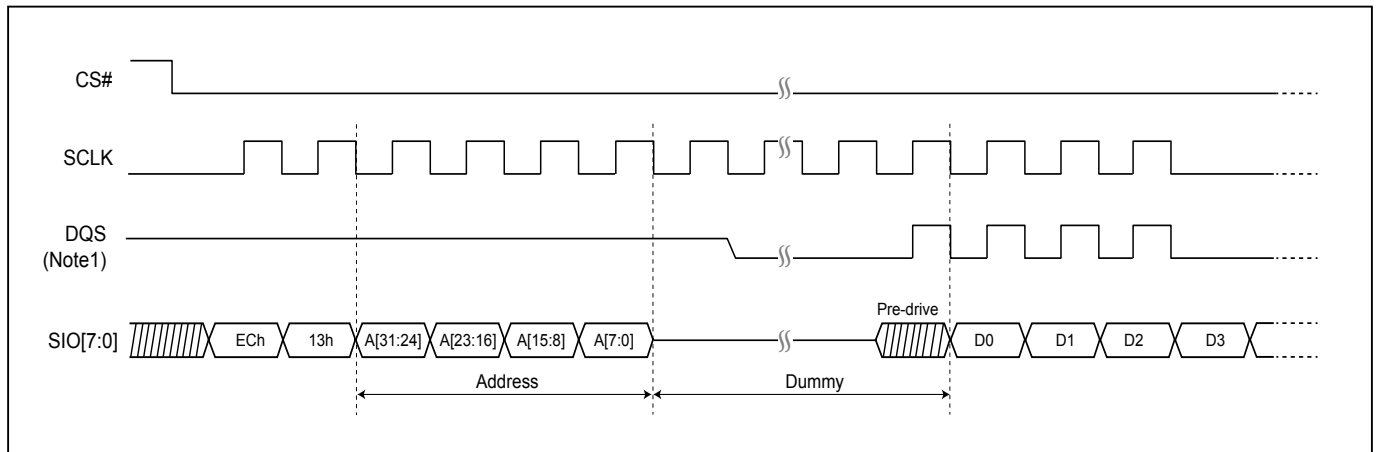 CS#
SCLK
DQS
(Note1)
Pre-drive
SIO[7:0] ECh 13h A[31:24] A[23:16] A[15:8] A[7:0] D0 D1 D2 D3
Address Dummy